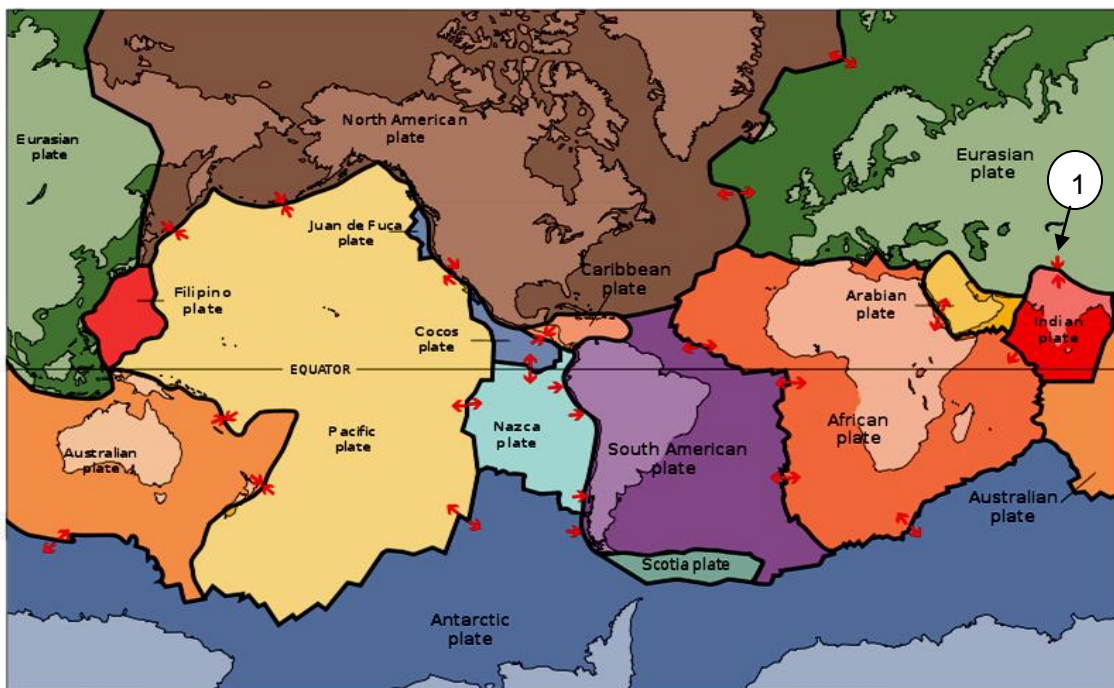 North American
plate
Eurasian
plate
Eurasian
plate
1
Juan de Fuca
plate
Caribbean
plate
Filipino
plate
Arabian
plate
Indian
plate
Cocos
plate
EQUATOR
Nazca
plate
Pacific
plate
Australian
plate
South American
plate
African
plate
Australian
plate
Scotia plate
Antarctic
plate